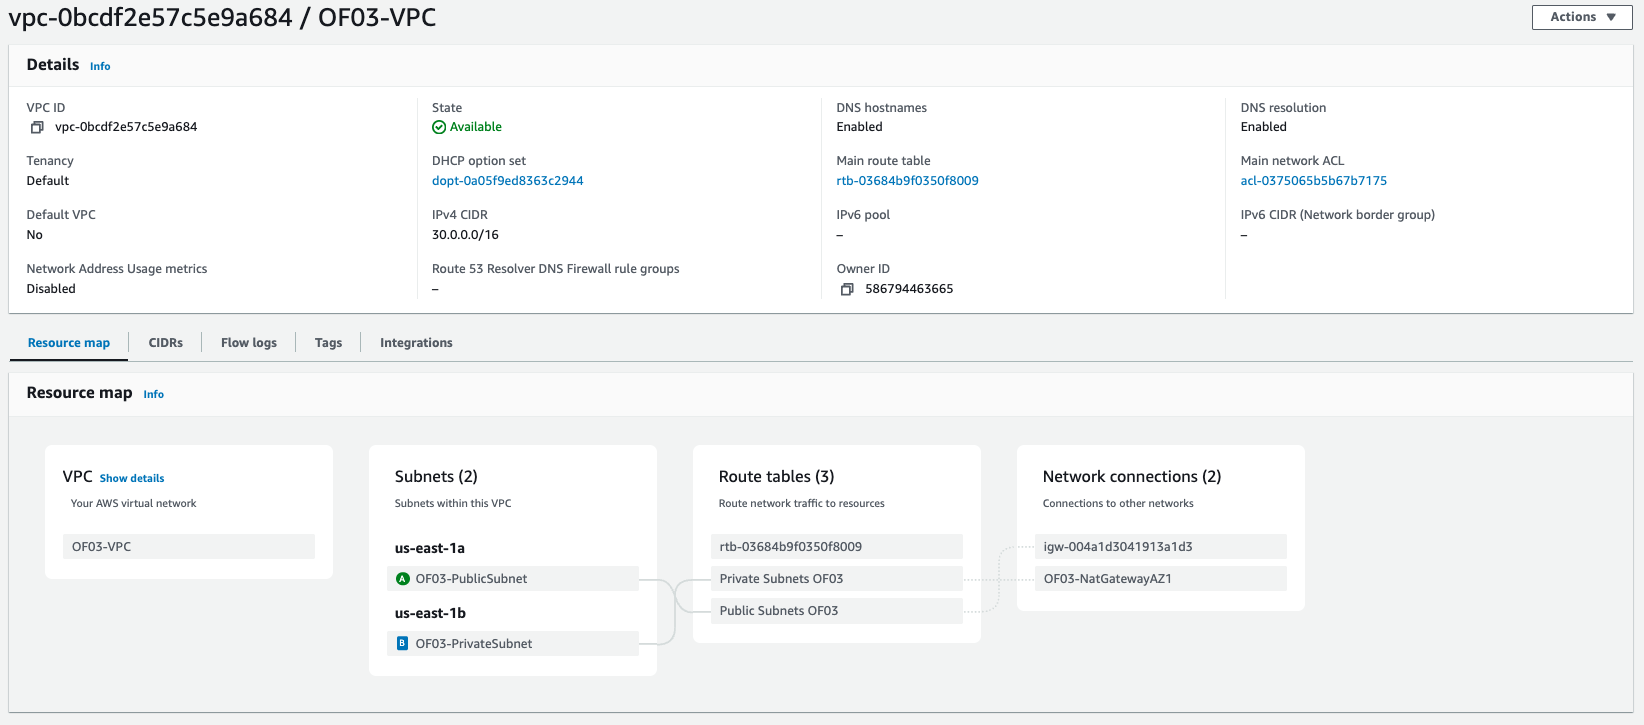 vpc-0bcdf2e57c5e9a684 / OF03-VPC
Actions
Details Info
VPC ID
vpc-0bcdf2e57c5e9a684
State
Available
DNS hostnames
Enabled
DNS resolution
Enabled
Tenancy
Default
DHCP option set
dopt-0a05f9ed8363c2944
Main route table
rtb-03684b9f0350f8009
Main network ACL
acl-0375065b5b67b7175
Default VPC
No
IPv4 CIDR
30.0.0.0/16
IPv6 pool
–
IPv6 CIDR (Network border group)
–
Network Address Usage metrics
Disabled
Route 53 Resolver DNS Firewall rule groups
–
Owner ID
586794463665
Resource map
CIDRs
Flow logs
Tags
Integrations
Resource map Info
VPC Show details
Your AWS virtual network
OF03-VPC
Subnets (2)
Subnets within this VPC
us-east-1a
A OF03-PublicSubnet
us-east-1b
B OF03-PrivateSubnet
Route tables (3)
Route network traffic to resources
rtb-03684b9f0350f8009
Private Subnets OF03
Public Subnets OF03
Network connections (2)
Connections to other networks
igw-004a1d3041913a1d3
OF03-NatGatewayAZ1